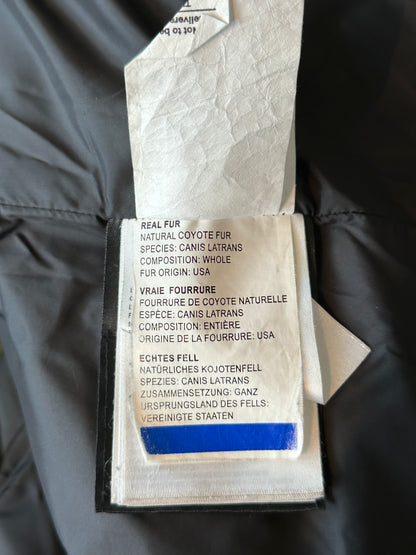 REAL FUR
NATURAL COYOTE FUR
SPECIES: CANIS LATRANS
COMPOSITION: WHOLE
FUR ORIGIN: USA
VRAIE FOURRURE
FOURRURE DE COYOTE NATURELLE
ESPÈCE: CANIS LATRANS
COMPOSITION: ENTIÈRE
ORIGINE DE LA FOURRURE: USA
ECHTES FELL
NATÜRLICHES KOJOTENFELL
SPEZIES: CANIS LATRANS
ZUSAMMENSETZUNG: GANZ
URSPRUNGSLAND DES FELLS:
VEREINIGTE STAATEN